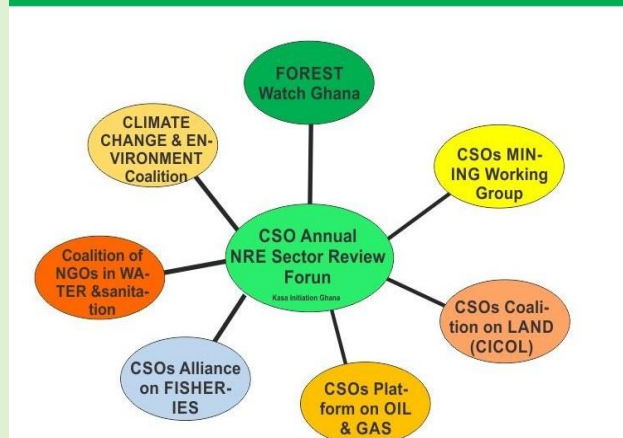 FOREST
Watch Ghana
CLIMATE
CHANGE & EN-
VIRONMENT
Coalition
CSOs MIN-
ING Working
Group
CSO Annual
NRE Sector Review
Forun
Kasa Initiation Ghana
Coalition of
NGOs in WA-
TER &sanita-
tion
CSOs Coali-
tion on LAND
(CICOL)
CSOs Alliance
on FISHER-
IES
CSOs Plat-
form on OIL
& GAS